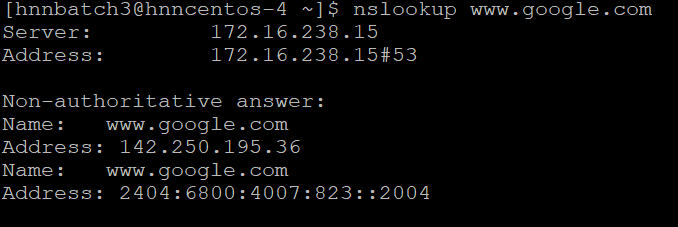 [hnnbatch3@hnncentos-4 ~]$ nslookup www.google.com
Server:         172.16.238.15
Address:        172.16.238.15#53

Non-authoritative answer:
Name:   www.google.com
Address: 142.250.195.36
Name:   www.google.com
Address: 2404:6800:4007:823::2004